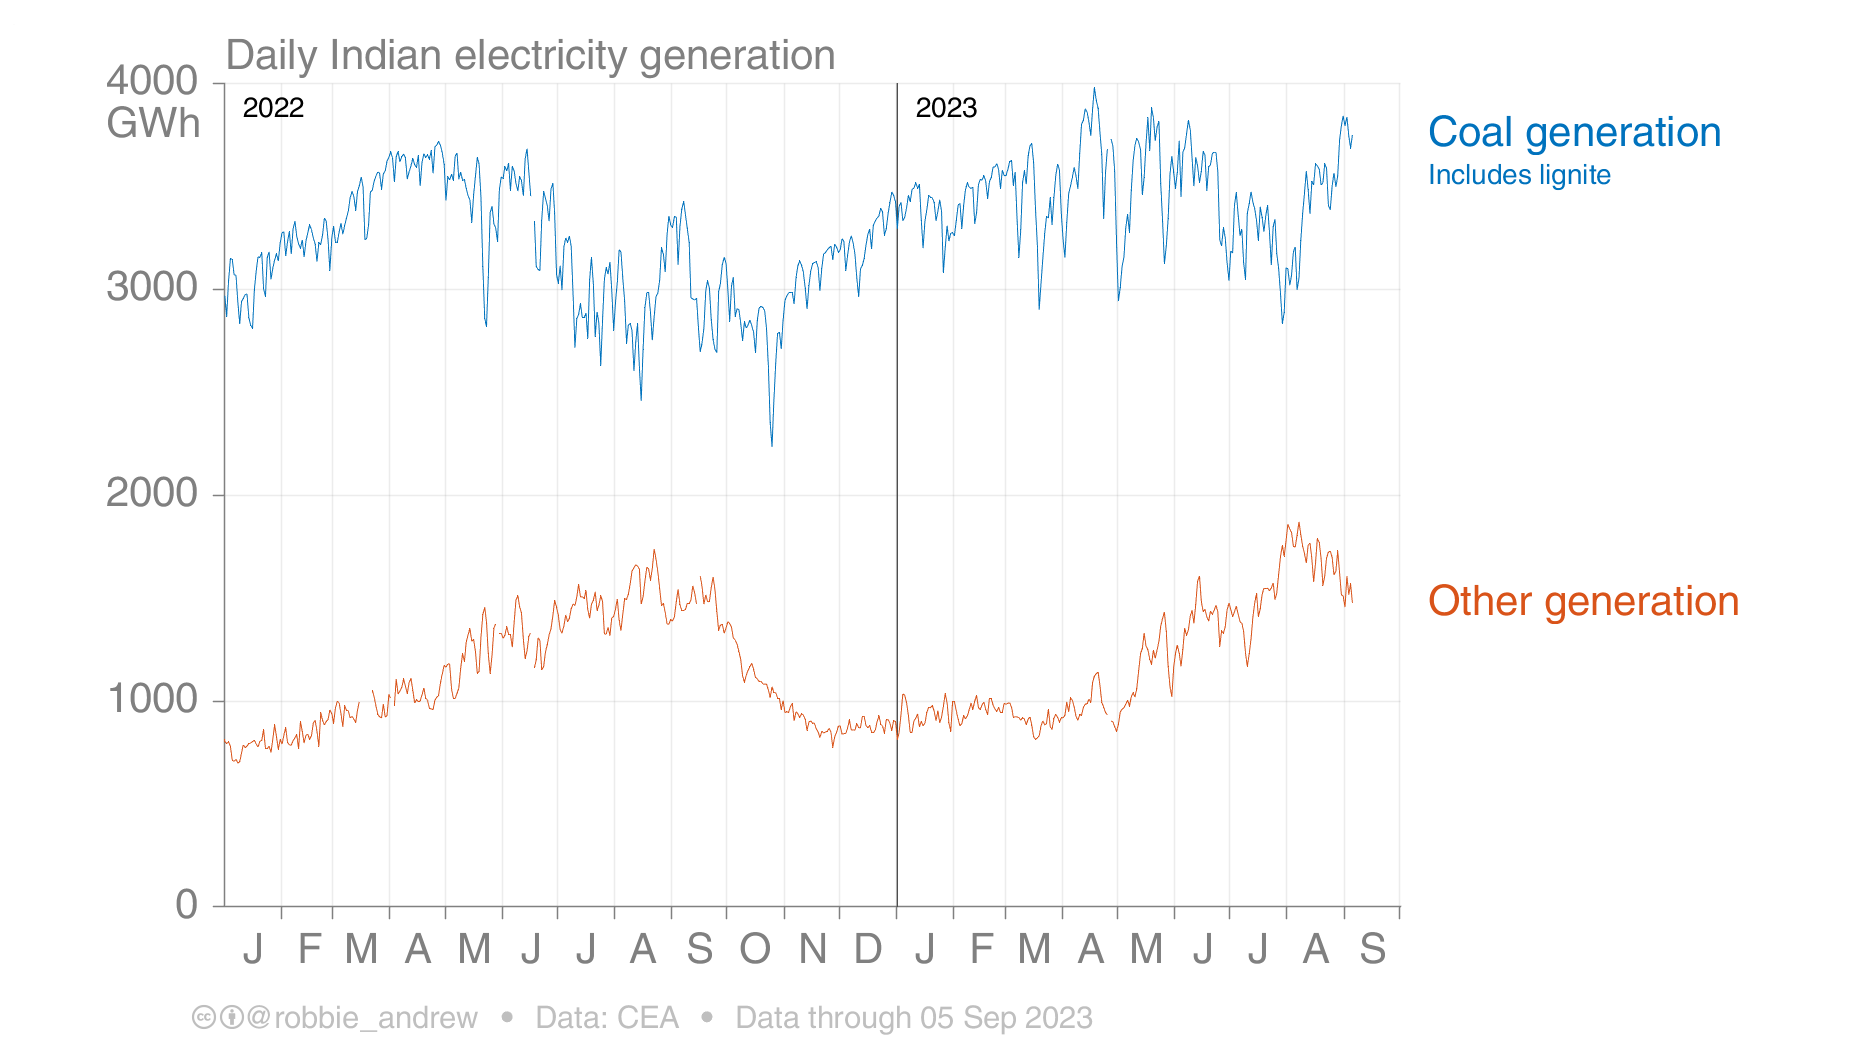 Daily Indian electricity generation
4000
GWh
2022
2023
Coal generation
Includes lignite
3000
2000
Other generation
1000
0
J F M A M J J A S O N D J F M A M J J A S
@robbie_andrew • Data: CEA • Data through 05 Sep 2023